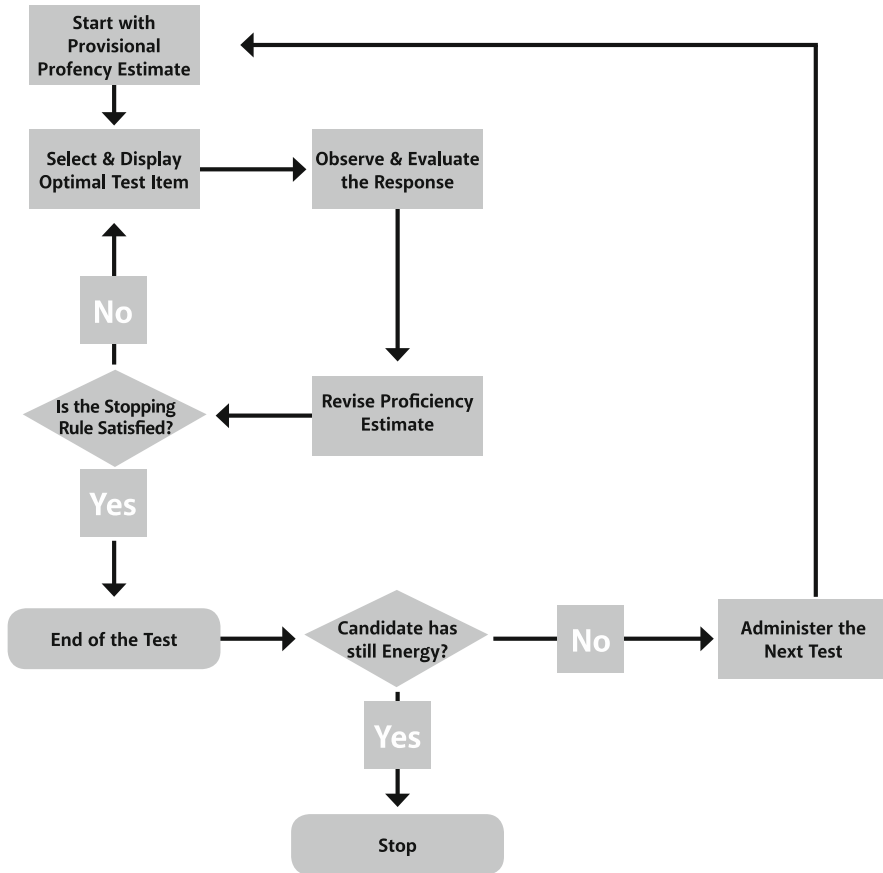 Start with
Provisional
Profency Estimate
Select & Display
Optimal Test Item
Observe & Evaluate
the Response
No
Is the Stopping
Rule Satisfied?
Revise Proficiency
Estimate
Yes
End of the Test
Candidate has
still Energy?
No
Administer the
Next Test
Yes
Stop